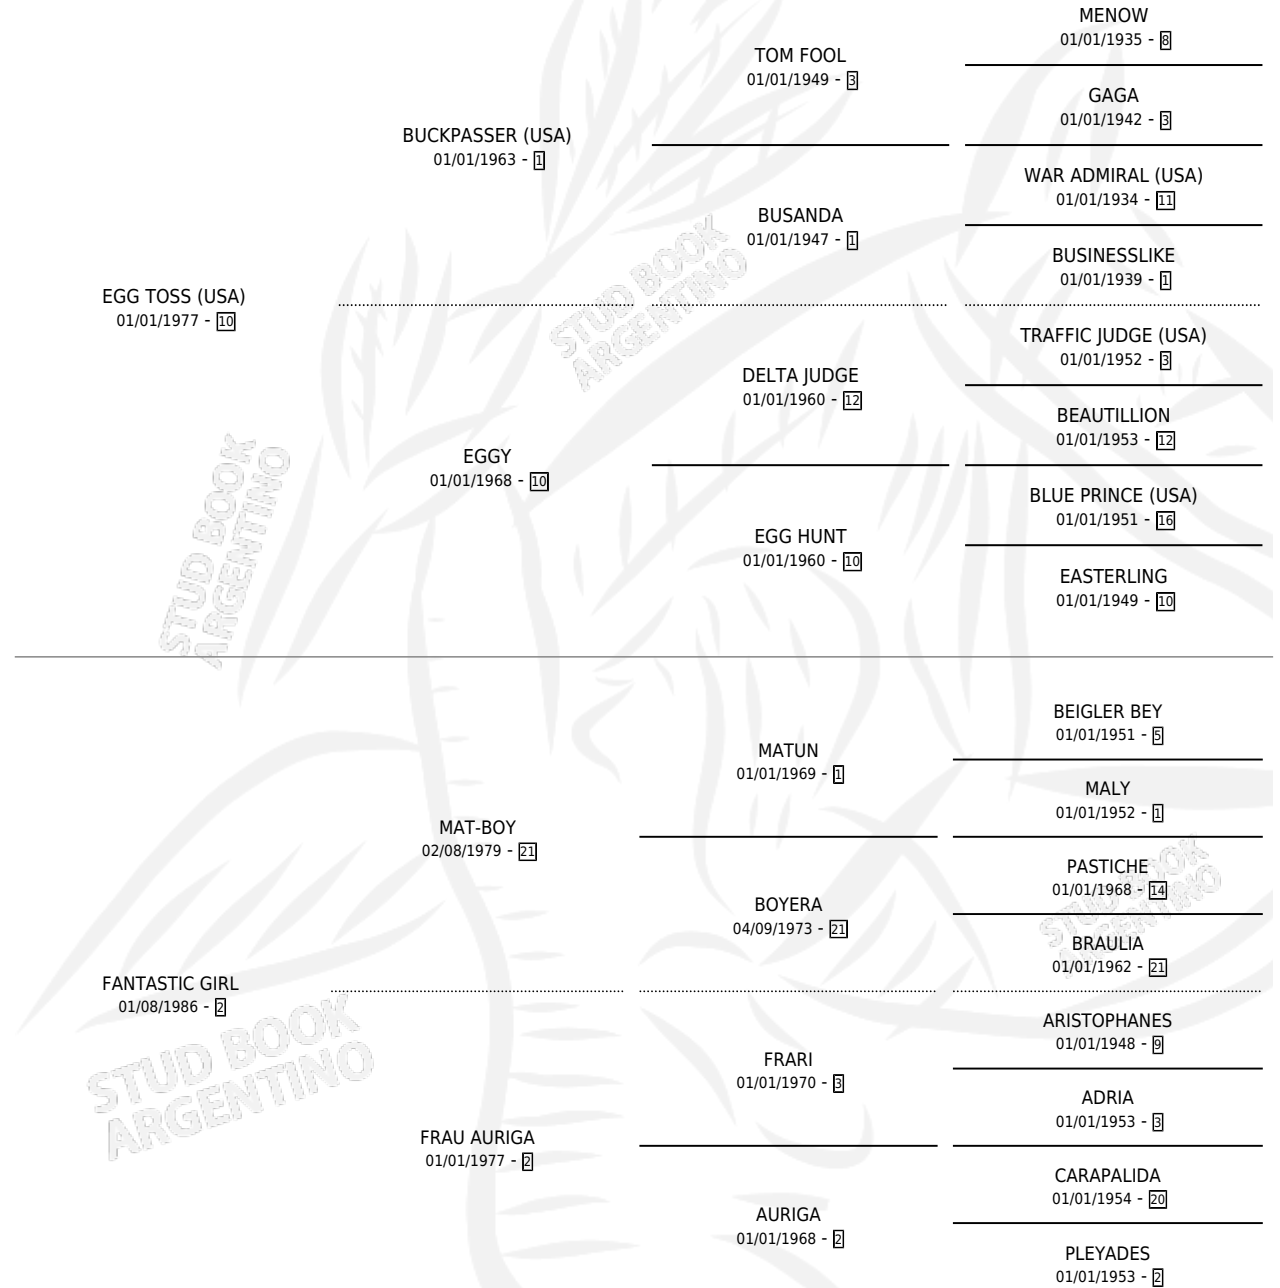 MENOW
01/01/1935 - 8
TOM FOOL
01/01/1949 - 3
GAGA
01/01/1942 - 3
BUCKPASSER (USA)
01/01/1963 - 1
WAR ADMIRAL (USA)
01/01/1934 - 11
BUSANDA
01/01/1947 - 1
BUSINESSLIKE
01/01/1939 - 1
EGG TOSS (USA)
01/01/1977 - 10
TRAFFIC JUDGE (USA)
01/01/1952 - 3
DELTA JUDGE
01/01/1960 - 12
BEAUTILLION
01/01/1953 - 12
EGGY
01/01/1968 - 10
BLUE PRINCE (USA)
01/01/1951 - 16
EGG HUNT
01/01/1960 - 10
EASTERLING
01/01/1949 - 10
STUD BOOK
ARGENTINO
STUD BOOK
ARGENTINO
BEIGLER BEY
01/01/1951 - 5
MATUN
01/01/1969 - 1
MALY
01/01/1952 - 1
MAT-BOY
02/08/1979 - 21
PASTICHE
01/01/1968 - 14
BOYERA
04/09/1973 - 21
BRAULIA
01/01/1962 - 21
FANTASTIC GIRL
01/08/1986 - 2
ARISTOPHANES
01/01/1948 - 9
FRARI
01/01/1970 - 3
ADRIA
01/01/1953 - 3
FRAU AURIGA
01/01/1977 - 2
CARAPALIDA
01/01/1954 - 20
AURIGA
01/01/1968 - 2
PLEYADES
01/01/1953 - 2
STUD BOOK
ARGENTINO
STUD BOOK
ARGENTINO